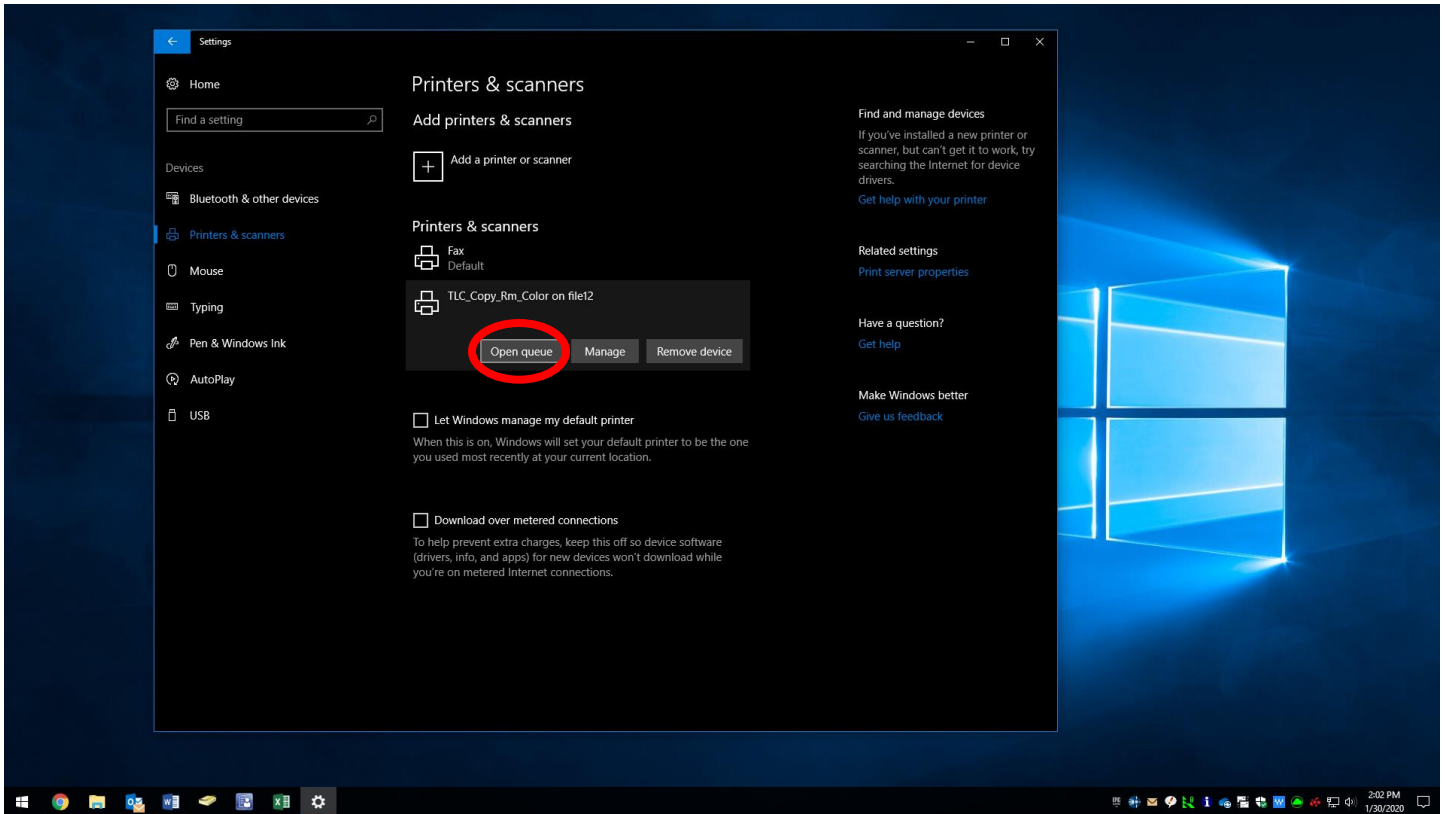 Settings
Home
Find a setting
Devices
Bluetooth & other devices
Printers & scanners
Mouse
Typing
Pen & Windows Ink
AutoPlay
USB
Printers & scanners
Add printers & scanners
Add a printer or scanner
Printers & scanners
Fax
Default
TLC_Copy_Rm_Color on file12
Open queue Manage Remove device
Let Windows manage my default printer
When this is on, Windows will set your default printer to be the one
you used most recently at your current location.
Download over metered connections
To help prevent extra charges, keep this off so device software
(drivers, info, and apps) for new devices won't download while
you're on metered Internet connections.
Find and manage devices
If you've installed a new printer or
scanner, but can't get it to work, try
searching the Internet for device
drivers.
Get help with your printer
Related settings
Print server properties
Have a question?
Get help
Make Windows better
Give us feedback
2:02 PM
1/30/2020